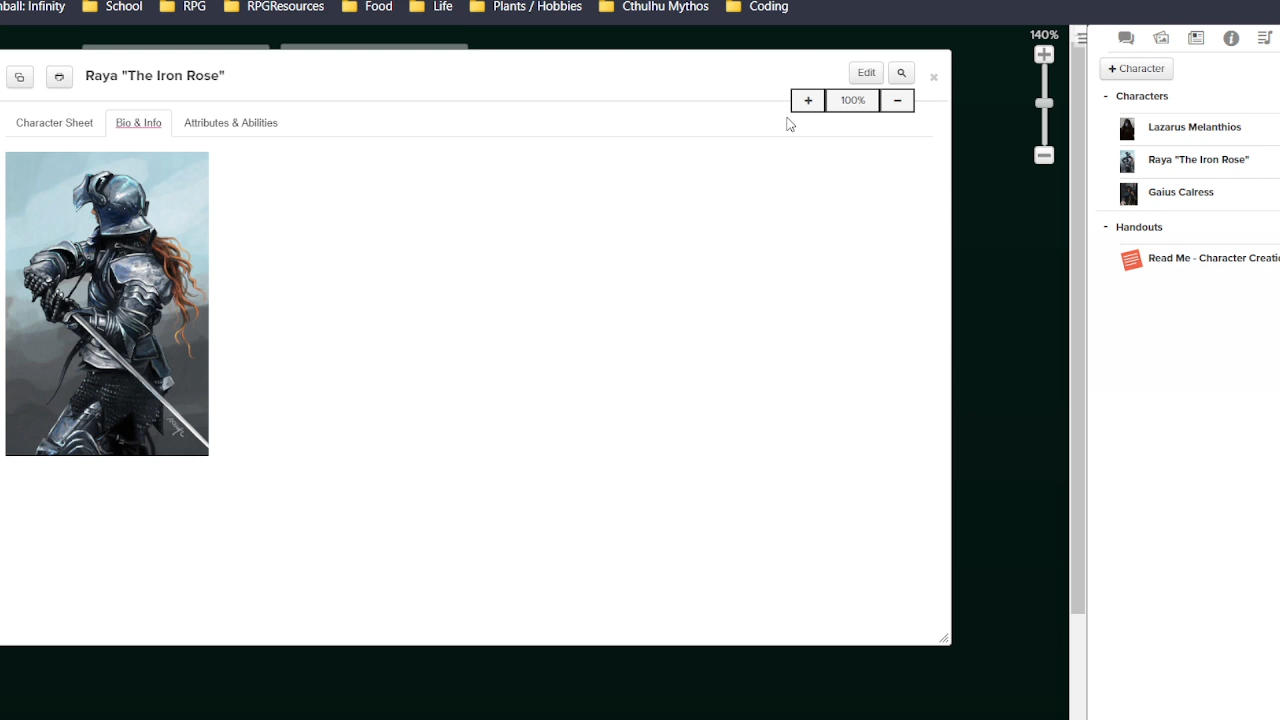 nball: Infinity School RPG RPGResources Food Life Plants / Hobbies Cthulhu Mythos Coding
140%
Raya "The Iron Rose"
Edit
+ Character
100%
- Characters
Character Sheet Bio & Info Attributes & Abilities
Lazarus Melanthios
Raya "The Iron Rose"
Gaius Calress
- Handouts
Read Me - Character Creati